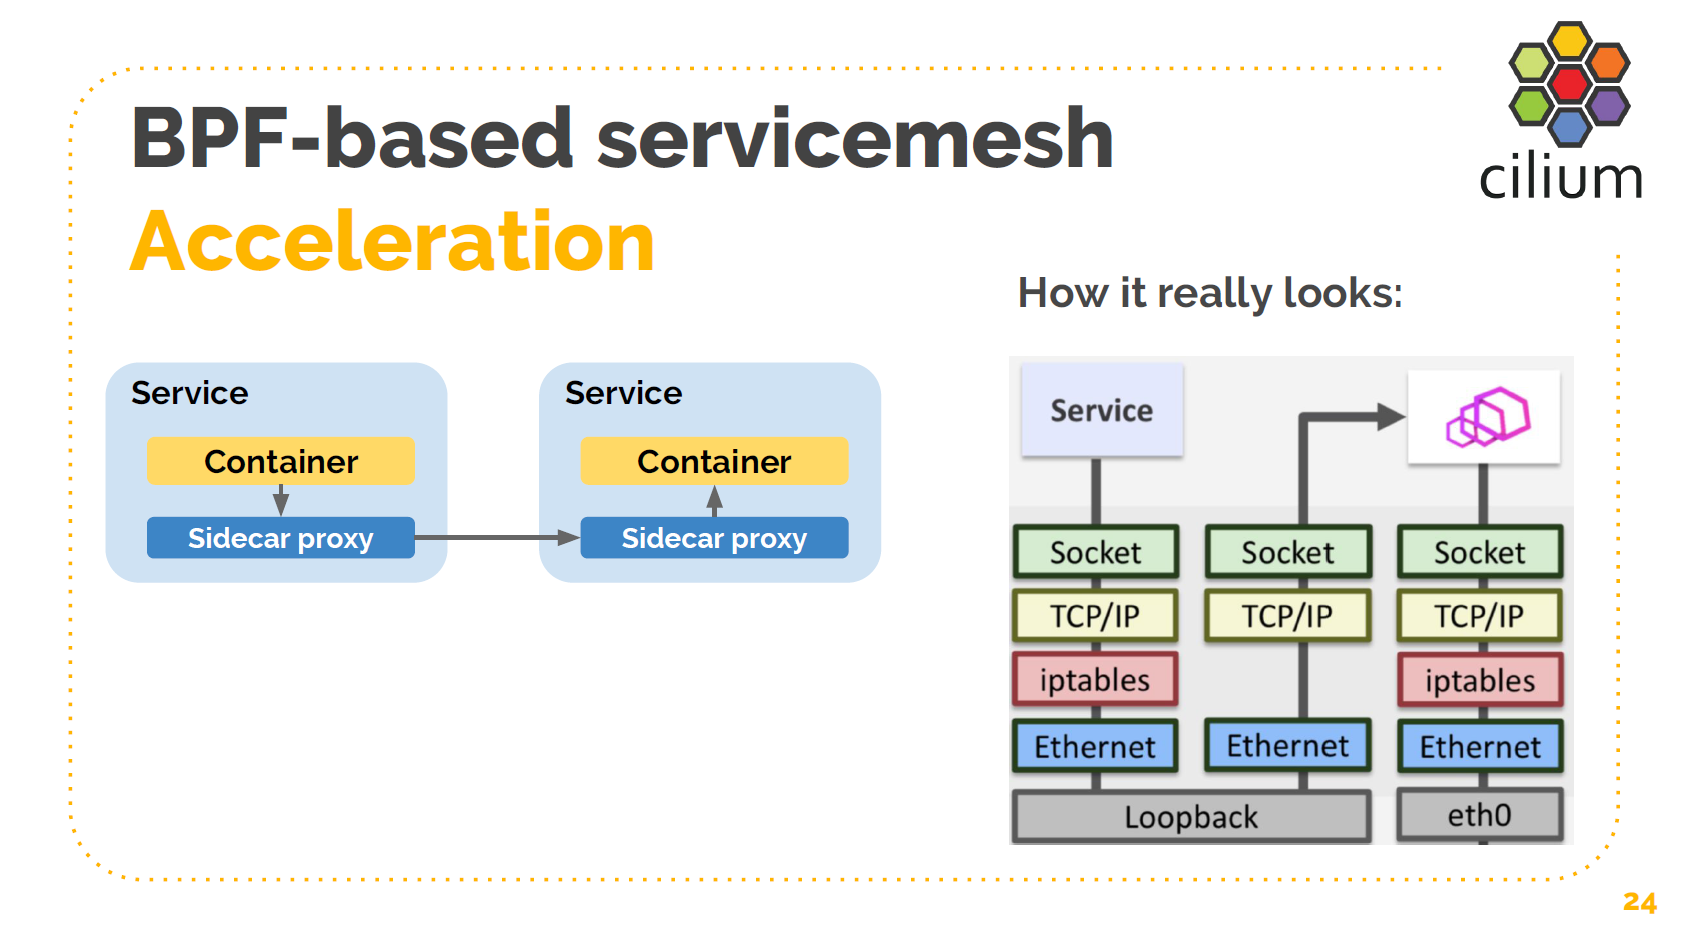 BPF-based servicemesh
Acceleration
cilium
How it really looks:
Service
Container
Sidecar proxy
Service
Container
Sidecar proxy
Service
Socket
Socket
Socket
TCP/IP
TCP/IP
TCP/IP
iptables
iptables
Ethernet
Ethernet
Ethernet
Loopback
eth0
24